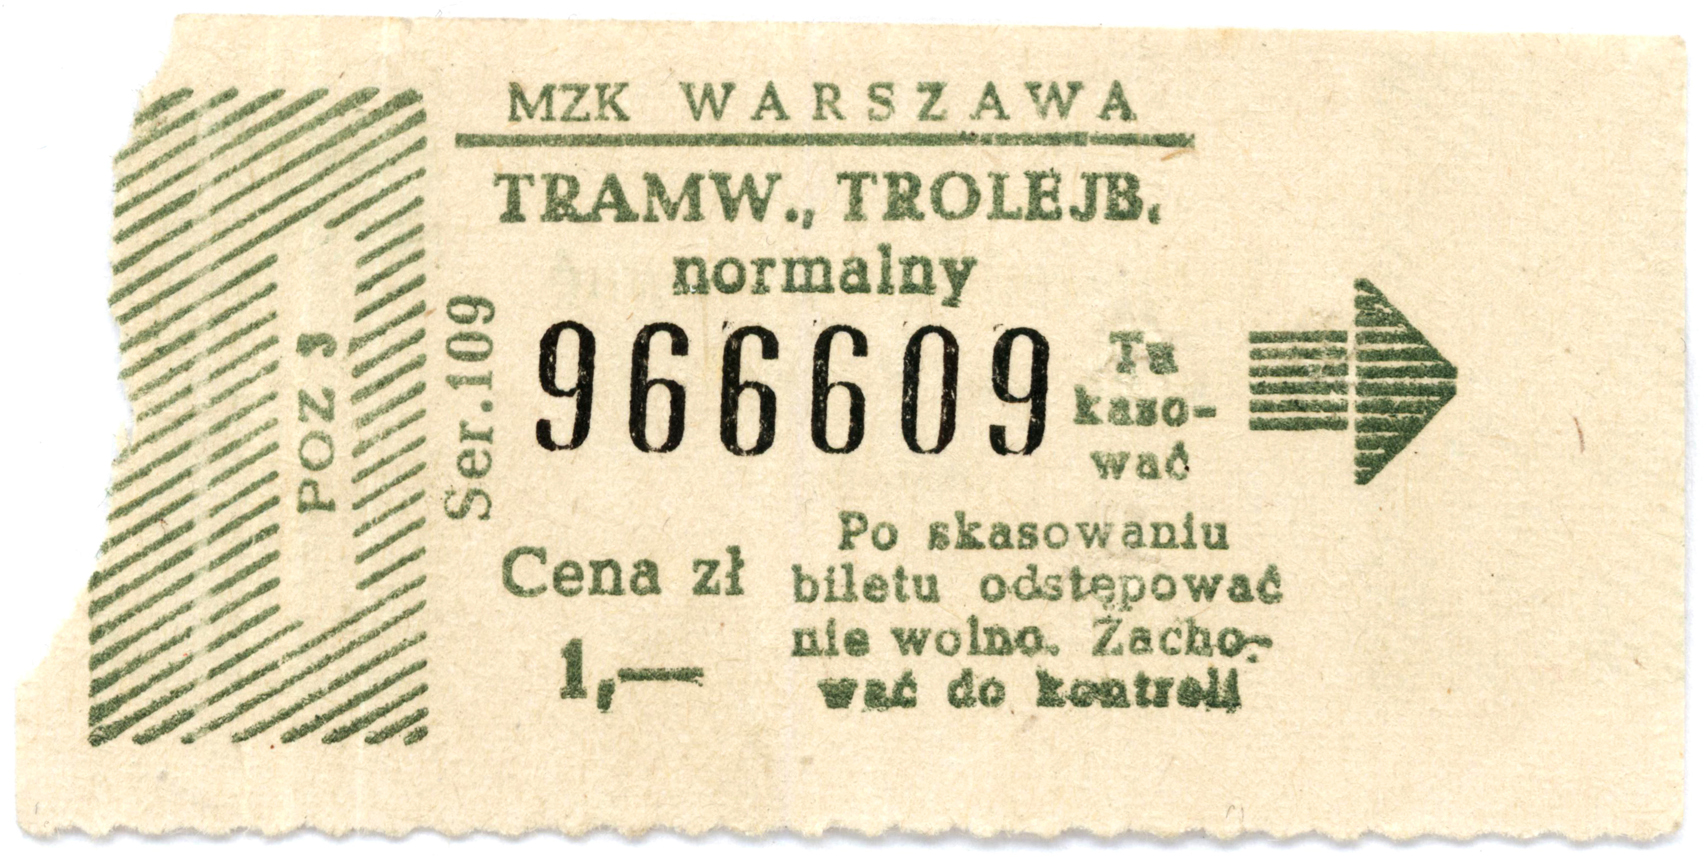 MZK WARSZAWA
TRAMW., TROLEJB.
normalny
POZ 3
Ser.109
966609
Tu
kaso-
wać
Cena zł
1,—
Po skasowaniu
biletu odstępować
nie wolno. Zacho-
wać do kontroli